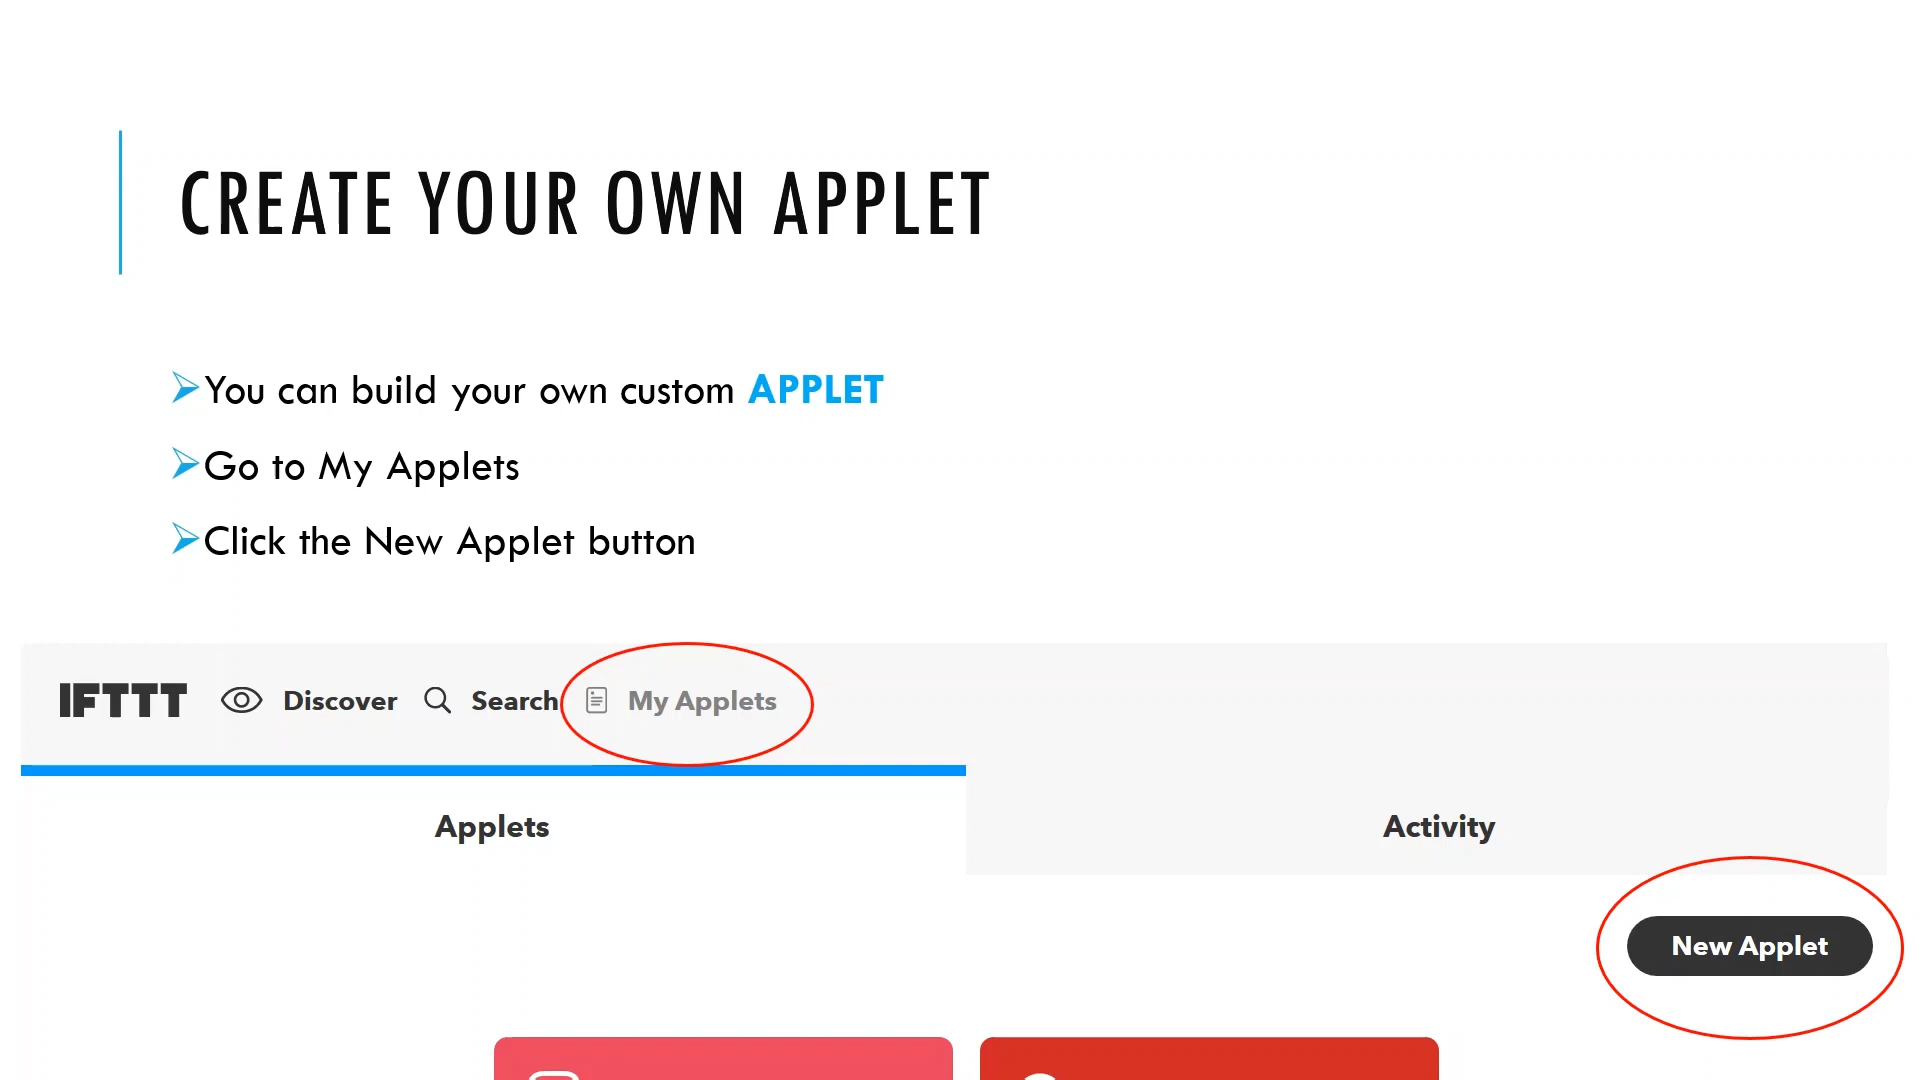 CREATE YOUR OWN APPLET
You can build your own custom APPLET
Go to My Applets
Click the New Applet button
IFTTT Discover Search My Applets
Applets Activity
New Applet